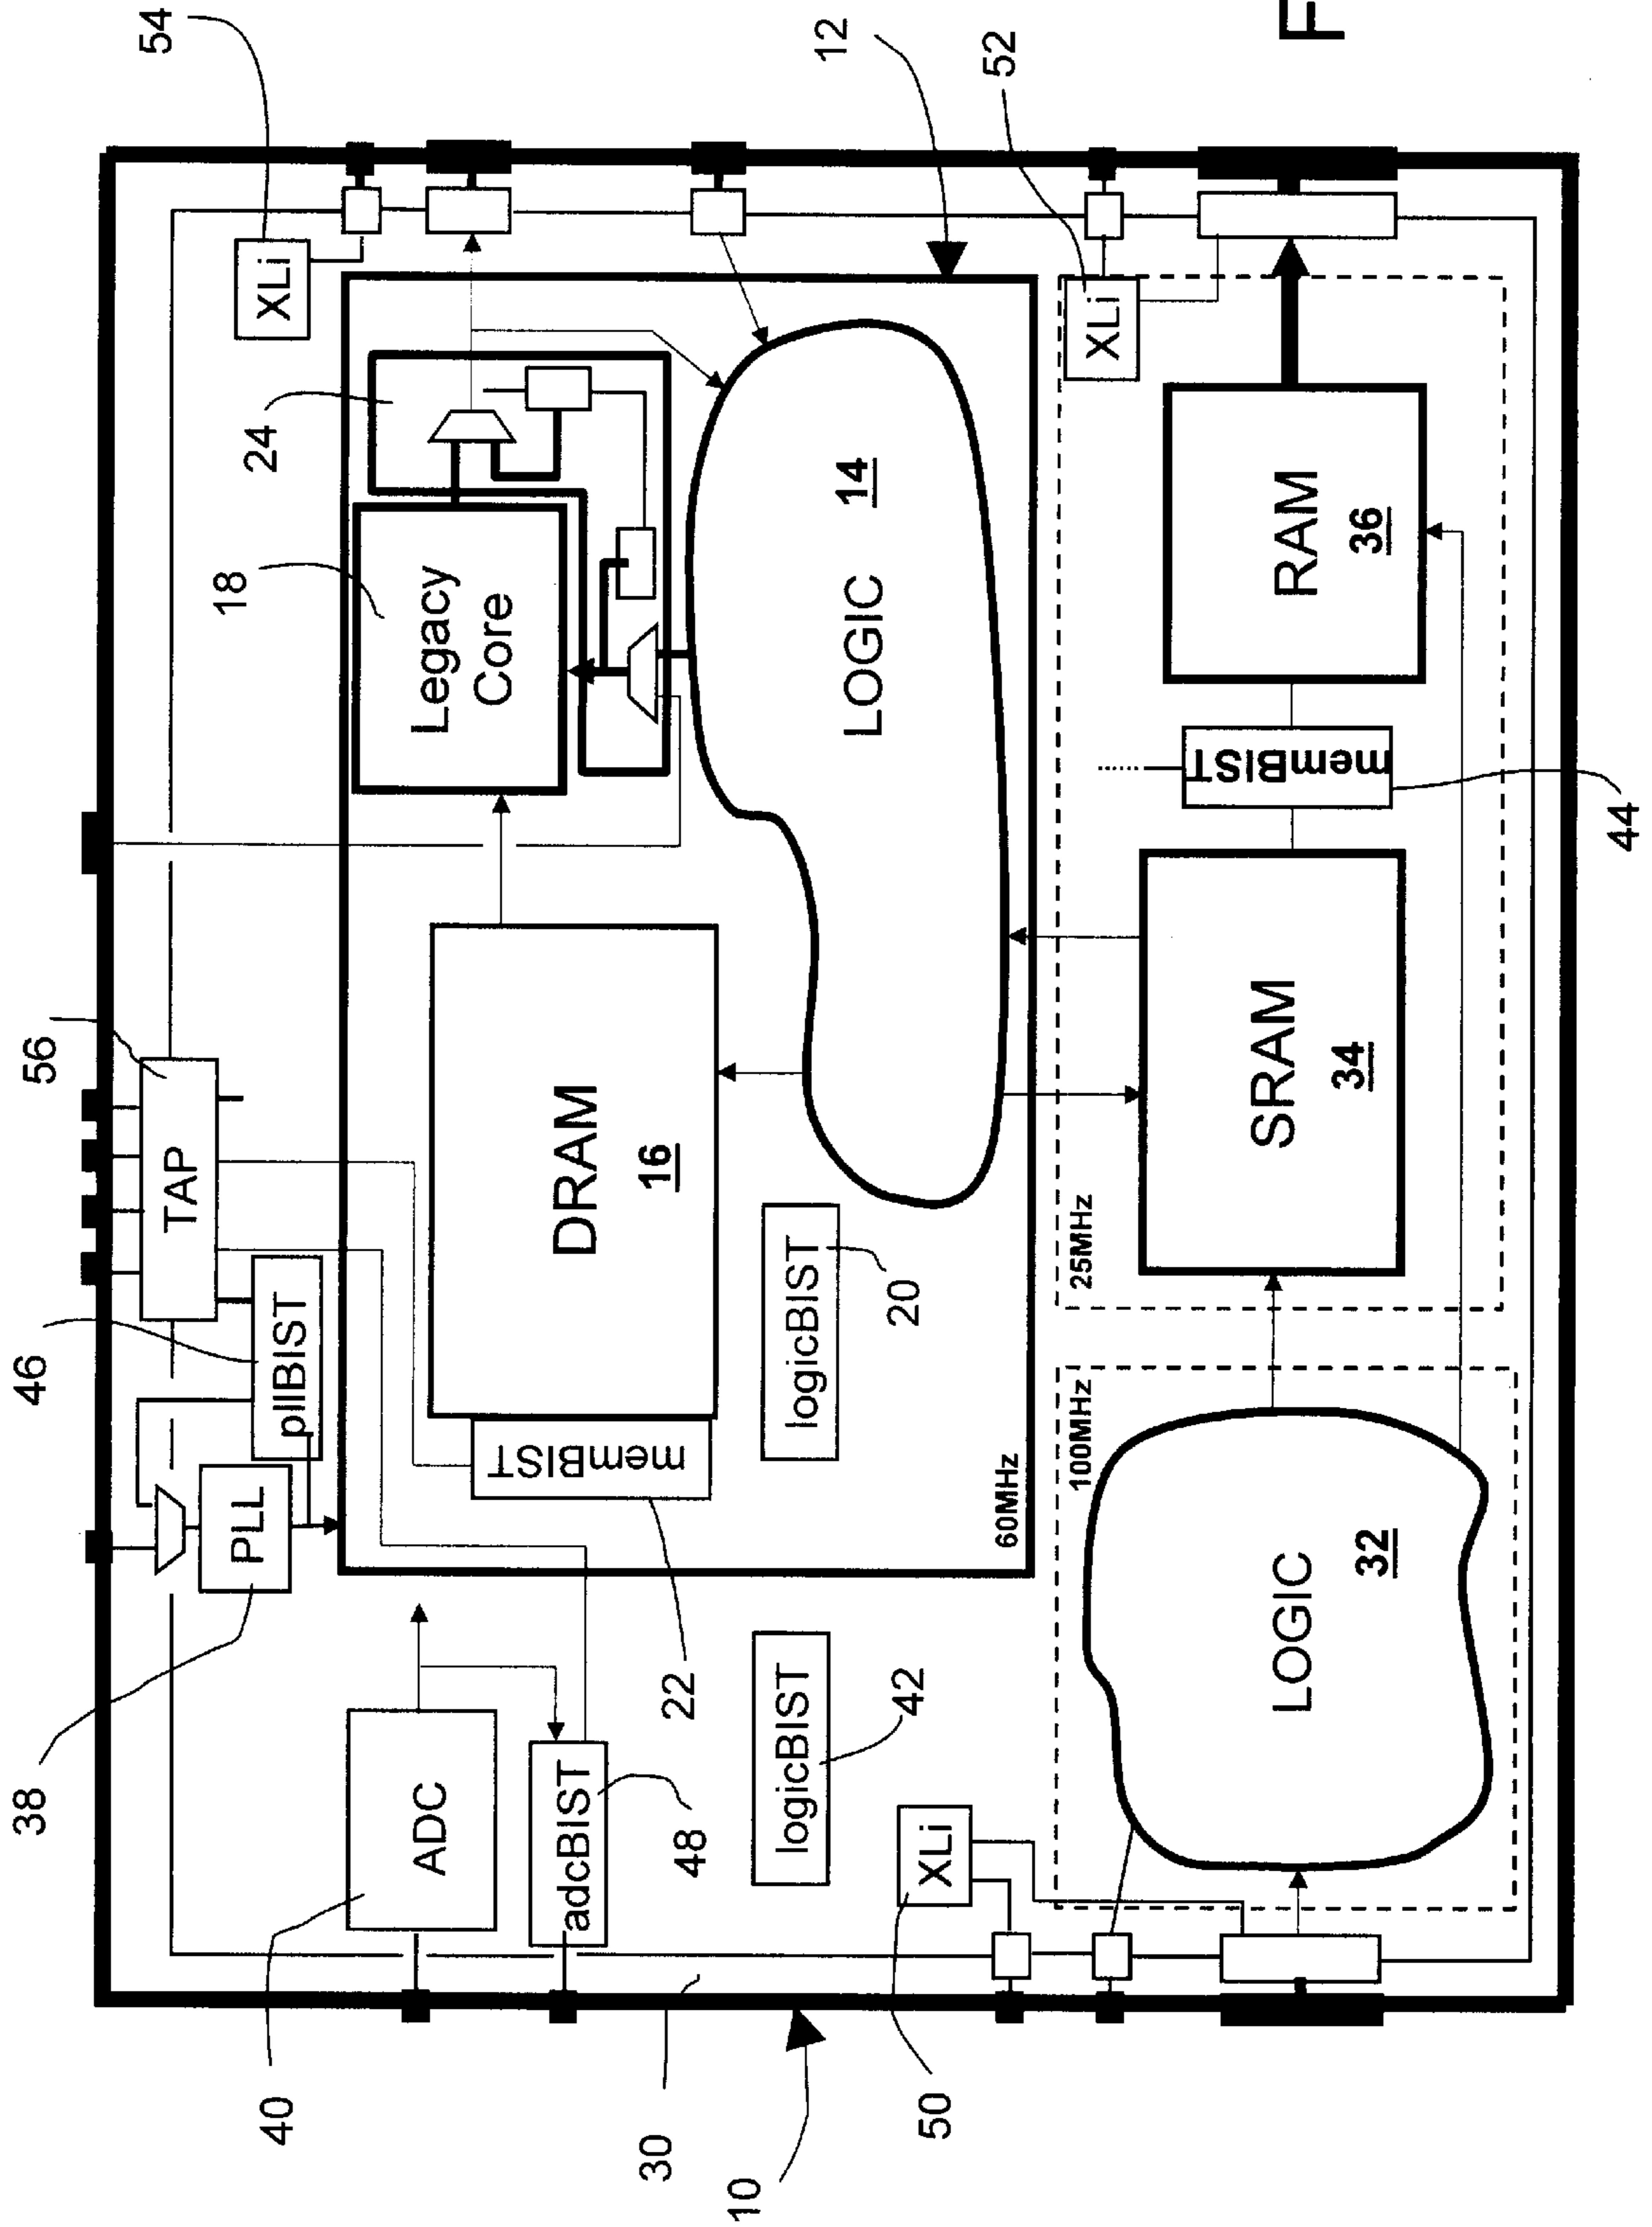 54
12
52
F
XLi
XLi
24
18
Legacy
Core
LOGIC
14
RAM
36
memBIST
44
56
TAP
46
pllBIST
PLL
38
DRAM
16
memBIST
22
logicBIST
20
60MHz
25MHz
SRAM
34
100MHz
LOGIC
32
ADC
40
adcBIST
48
logicBIST
42
XLi
50
30
10